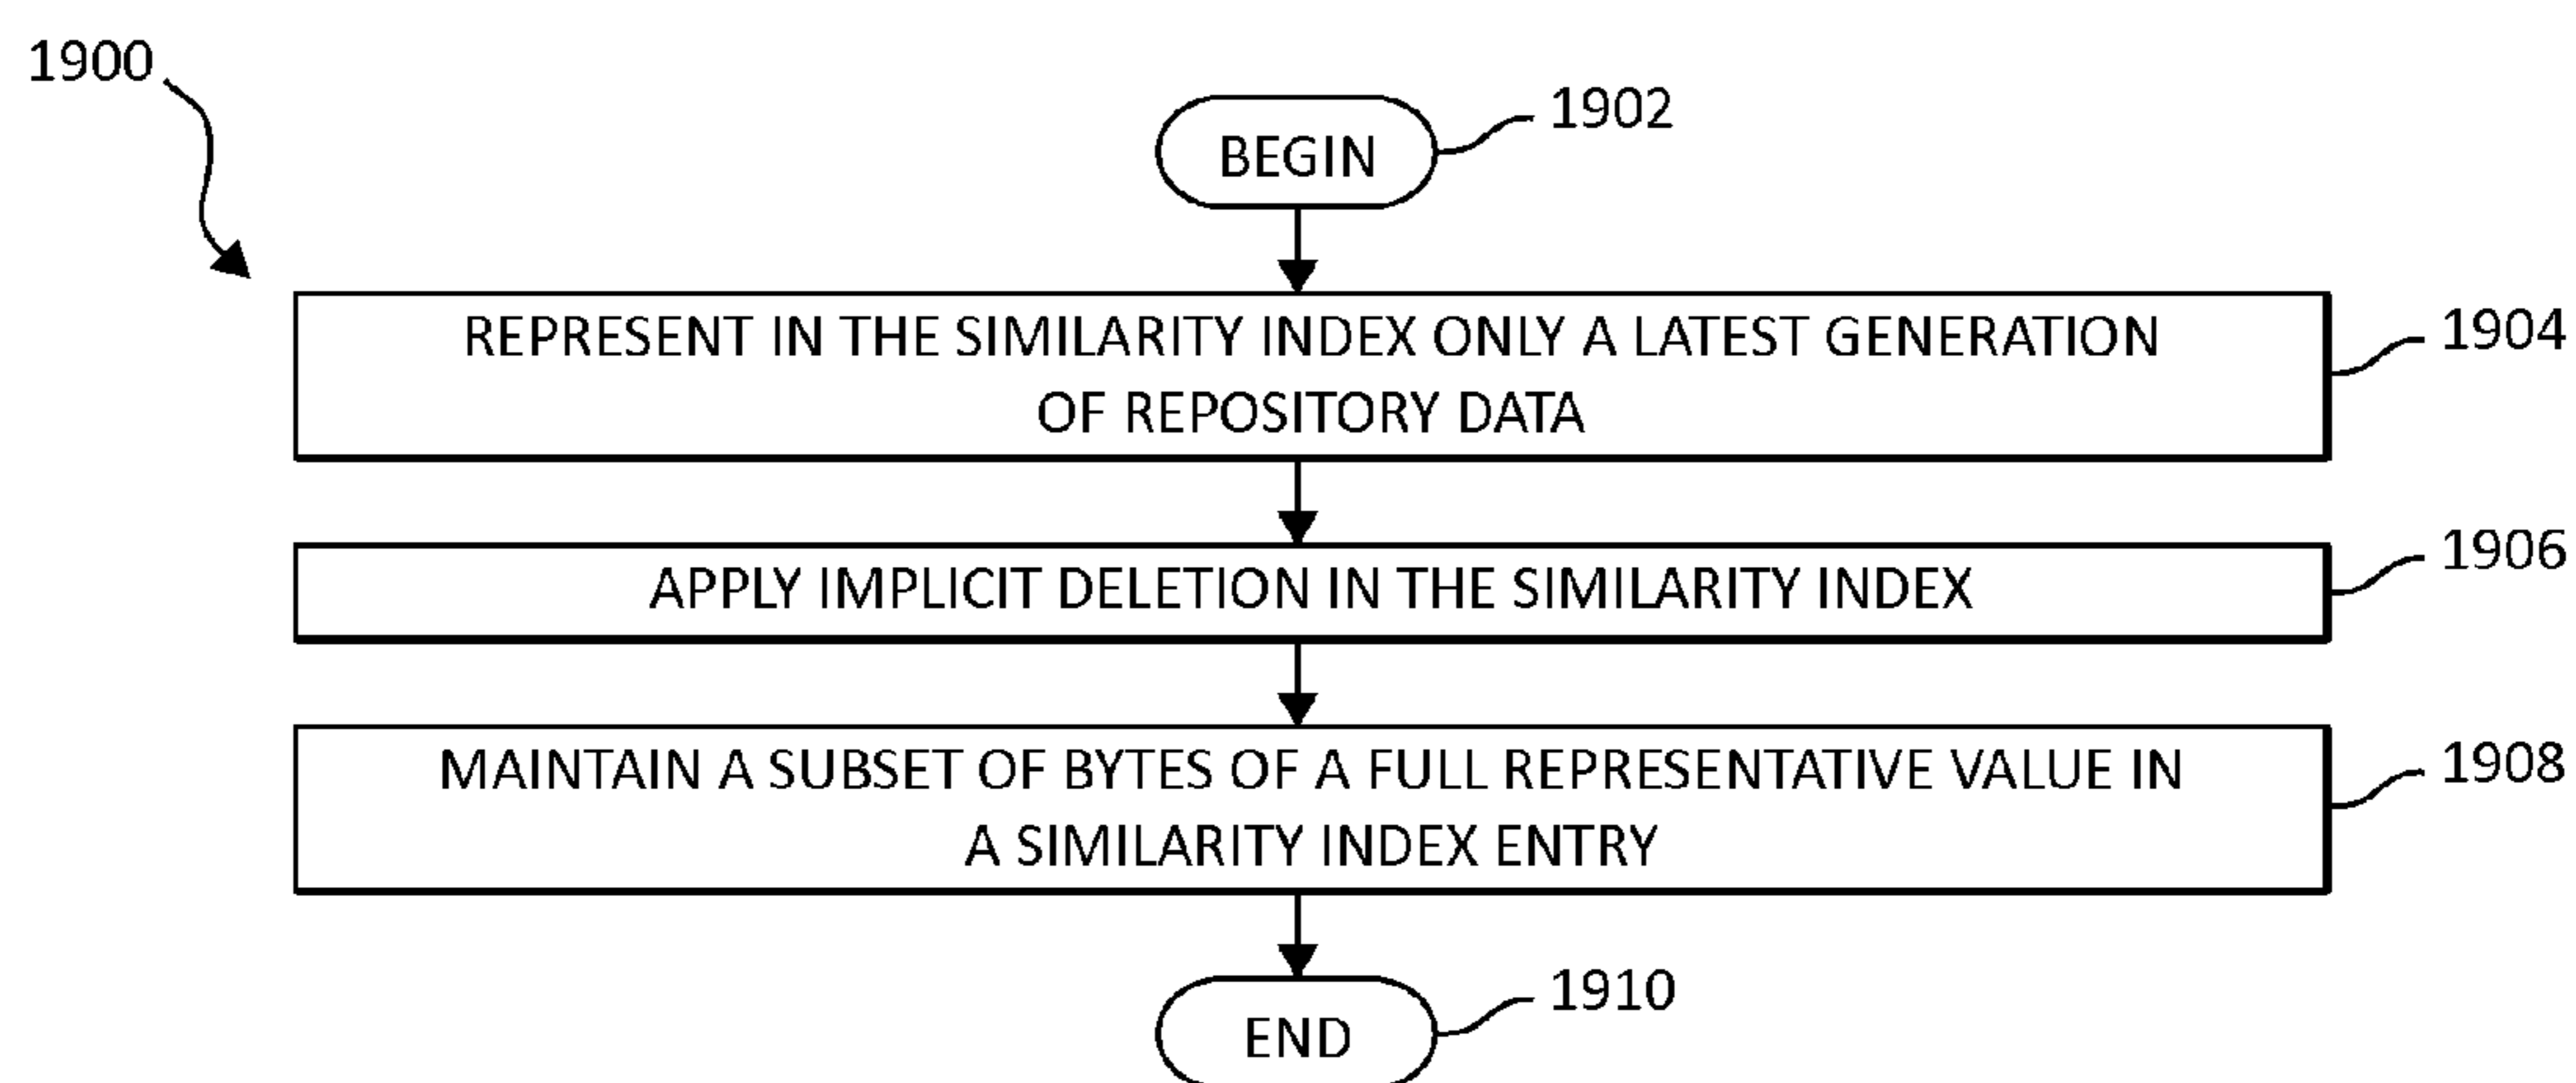 1900
BEGIN
1902
REPRESENT IN THE SIMILARITY INDEX ONLY A LATEST GENERATION
OF REPOSITORY DATA
1904
APPLY IMPLICIT DELETION IN THE SIMILARITY INDEX
1906
MAINTAIN A SUBSET OF BYTES OF A FULL REPRESENTATIVE VALUE IN
A SIMILARITY INDEX ENTRY
1908
END
1910